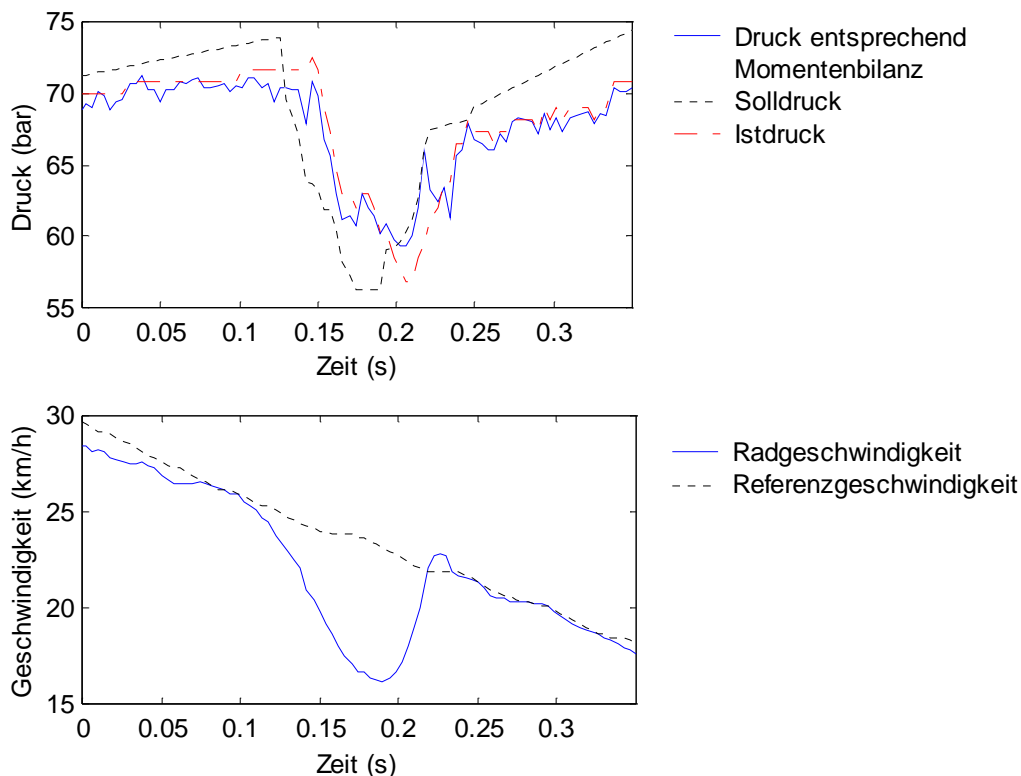 75
70
65
60
55
Druck (bar)
0 0.05 0.1 0.15 0.2 0.25 0.3
Zeit (s)
Druck entsprechend
Momentenbilanz
Solldruck
Istdruck
30
25
20
15
Geschwindigkeit (km/h)
0 0.05 0.1 0.15 0.2 0.25 0.3
Zeit (s)
Radgeschwindigkeit
Referenzgeschwindigkeit